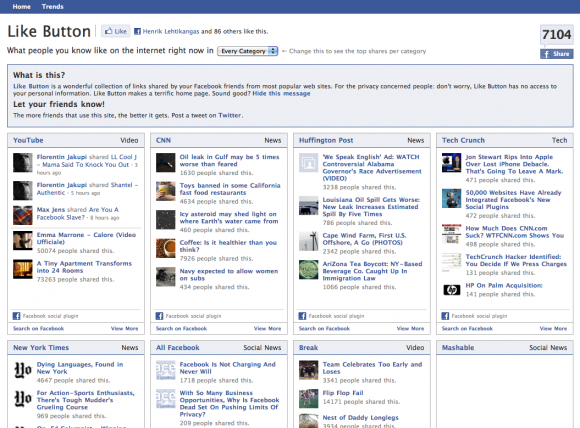 Home Trends
Like Button
Like
Henrik Lehtikangas and 86 others like this.
7104
Share
What people you know like on the internet right now in
Every Category
← Change this to see the top shares per category
What is this?
Like Button is a wonderful collection of links shared by your Facebook friends from most popular web sites. For the privacy concerned people: don't worry, Like Button has no access to
your personal information. Like Button makes a terrific home page. Sound good? Hide this message
Let your friends know!
The more friends that use this site, the better it gets. Post a tweet on Twitter.
YouTube Video
Florentin Jakupi shared LL Cool J
- Mama Said To Knock You Out · 3
hours ago
Florentin Jakupi shared Shantel -
Authentic · 5 hours ago
Max Jens shared Are You A
Facebook Slave? · 8 hours ago
Emma Marrone - Calore (Video
Ufficiale)
50074 people shared this.
A Tiny Apartment Transforms
into 24 Rooms
73263 people shared this.
Facebook social plugin
Search on Facebook View More
CNN News
Oil leak in Gulf may be 5 times
worse than feared
1630 people shared this.
Toys banned in some California
fast food restaurants
4634 people shared this.
Icy asteroid may shed light on
where Earth's water came from
460 people shared this.
Coffee: Is it healthier than you
think?
7926 people shared this.
Navy expected to allow women
on subs
434 people shared this.
Facebook social plugin
Search on Facebook View More
Huffington Post News
'We Speak English' Ad: WATCH
Controversial Alabama
Governor's Race Advertisement
(VIDEO)
3238 people shared this.
Louisiana Oil Spill Gets Worse:
New Leak Increases Estimated
Spill By Five Times
786 people shared this.
Cape Wind Farm, First U.S.
Offshore, A Go (PHOTOS)
2342 people shared this.
AriZona Tea Boycott: NY-Based
Beverage Co. Caught Up In
Immigration Law
1066 people shared this.
Facebook social plugin
Search on Facebook View More
Tech Crunch Tech
Jon Stewart Rips Into Apple
Over Lost iPhone Debacle.
That's Going To Leave A Mark.
471 people shared this.
50,000 Websites Have Already
Integrated Facebook's New
Social Plugins
472 people shared this.
How Much Does CNN.com
Suck? WTFCNN.com Shows You
498 people shared this.
TechCrunch Hacker Identified:
You Decide If We Press Charges
131 people shared this.
HP On Palm Acquisition:
141 people shared this.
Facebook social plugin
Search on Facebook View More
New York Times News
Dying Languages, Found in
New York
4647 people shared this.
For Action-Sports Enthusiasts,
There's Tough Mudder's
Grueling Course
969 people shared this.
All Facebook Social News
Facebook Is Not Charging And
Never Will
1718 people shared this.
With So Many Business
Opportunities, Why Is Facebook
Dead Set On Pushing Limits Of
Privacy?
209 people shared this.
Break Video
Team Celebrates Too Early and
Loses
3341 people shared this.
Flip Flop Fail
14171 people shared this.
Nest of Daddy Longlegs
3934 people shared this.
Mashable Social News